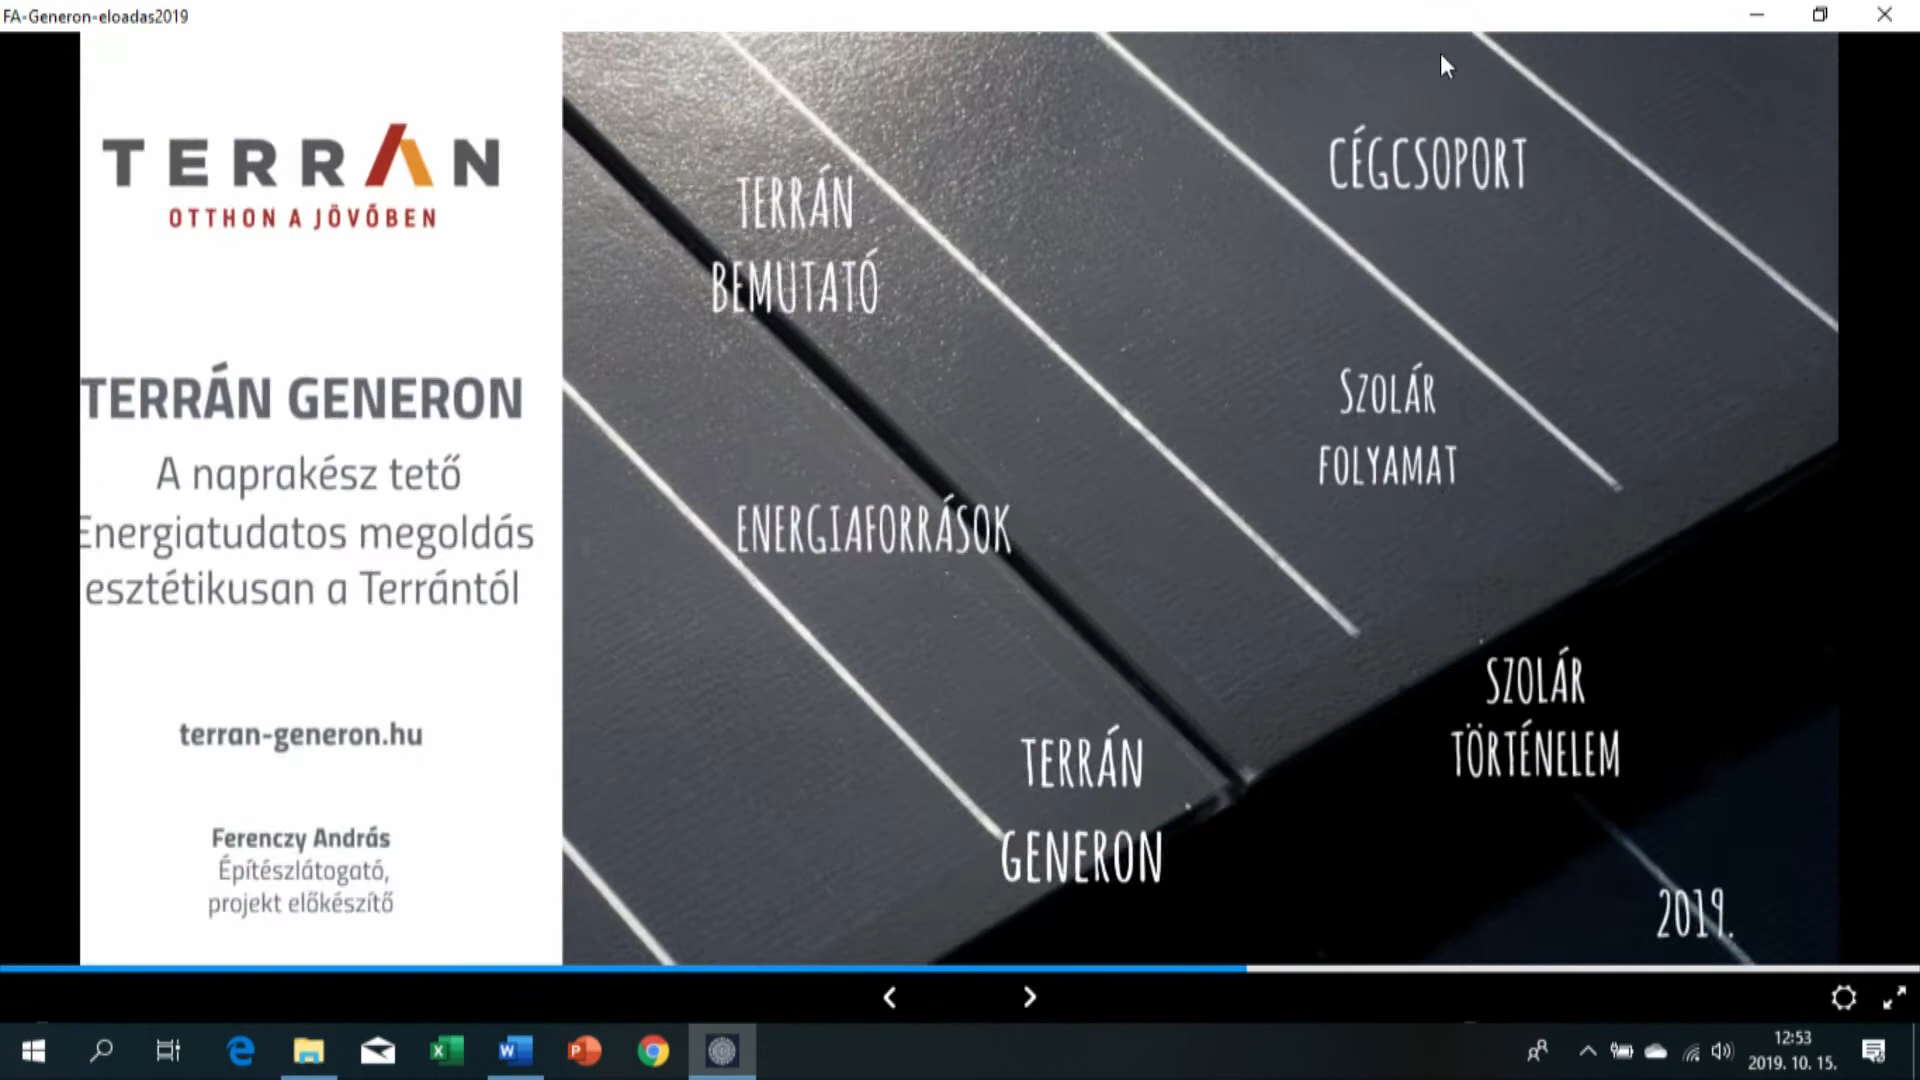 FA-Generon-eloadas2019
TERRÁN
OTTHON A JÖVŐBEN
TERRÁN GENERON
A naprakész tető
Energiatudatos megoldás
esztétikusan a Terrántól
terran-generon.hu
Ferenczy András
Építészlátogató,
projekt előkészítő
TERRÁN
BEMUTATÓ
CÉGCSOPORT
SZOLÁR
FOLYAMAT
ENERGIAFORRÁSOK
SZOLÁR
TÖRTÉNELEM
TERRÁN
GENERON
2019.
12:53
2019. 10. 15.